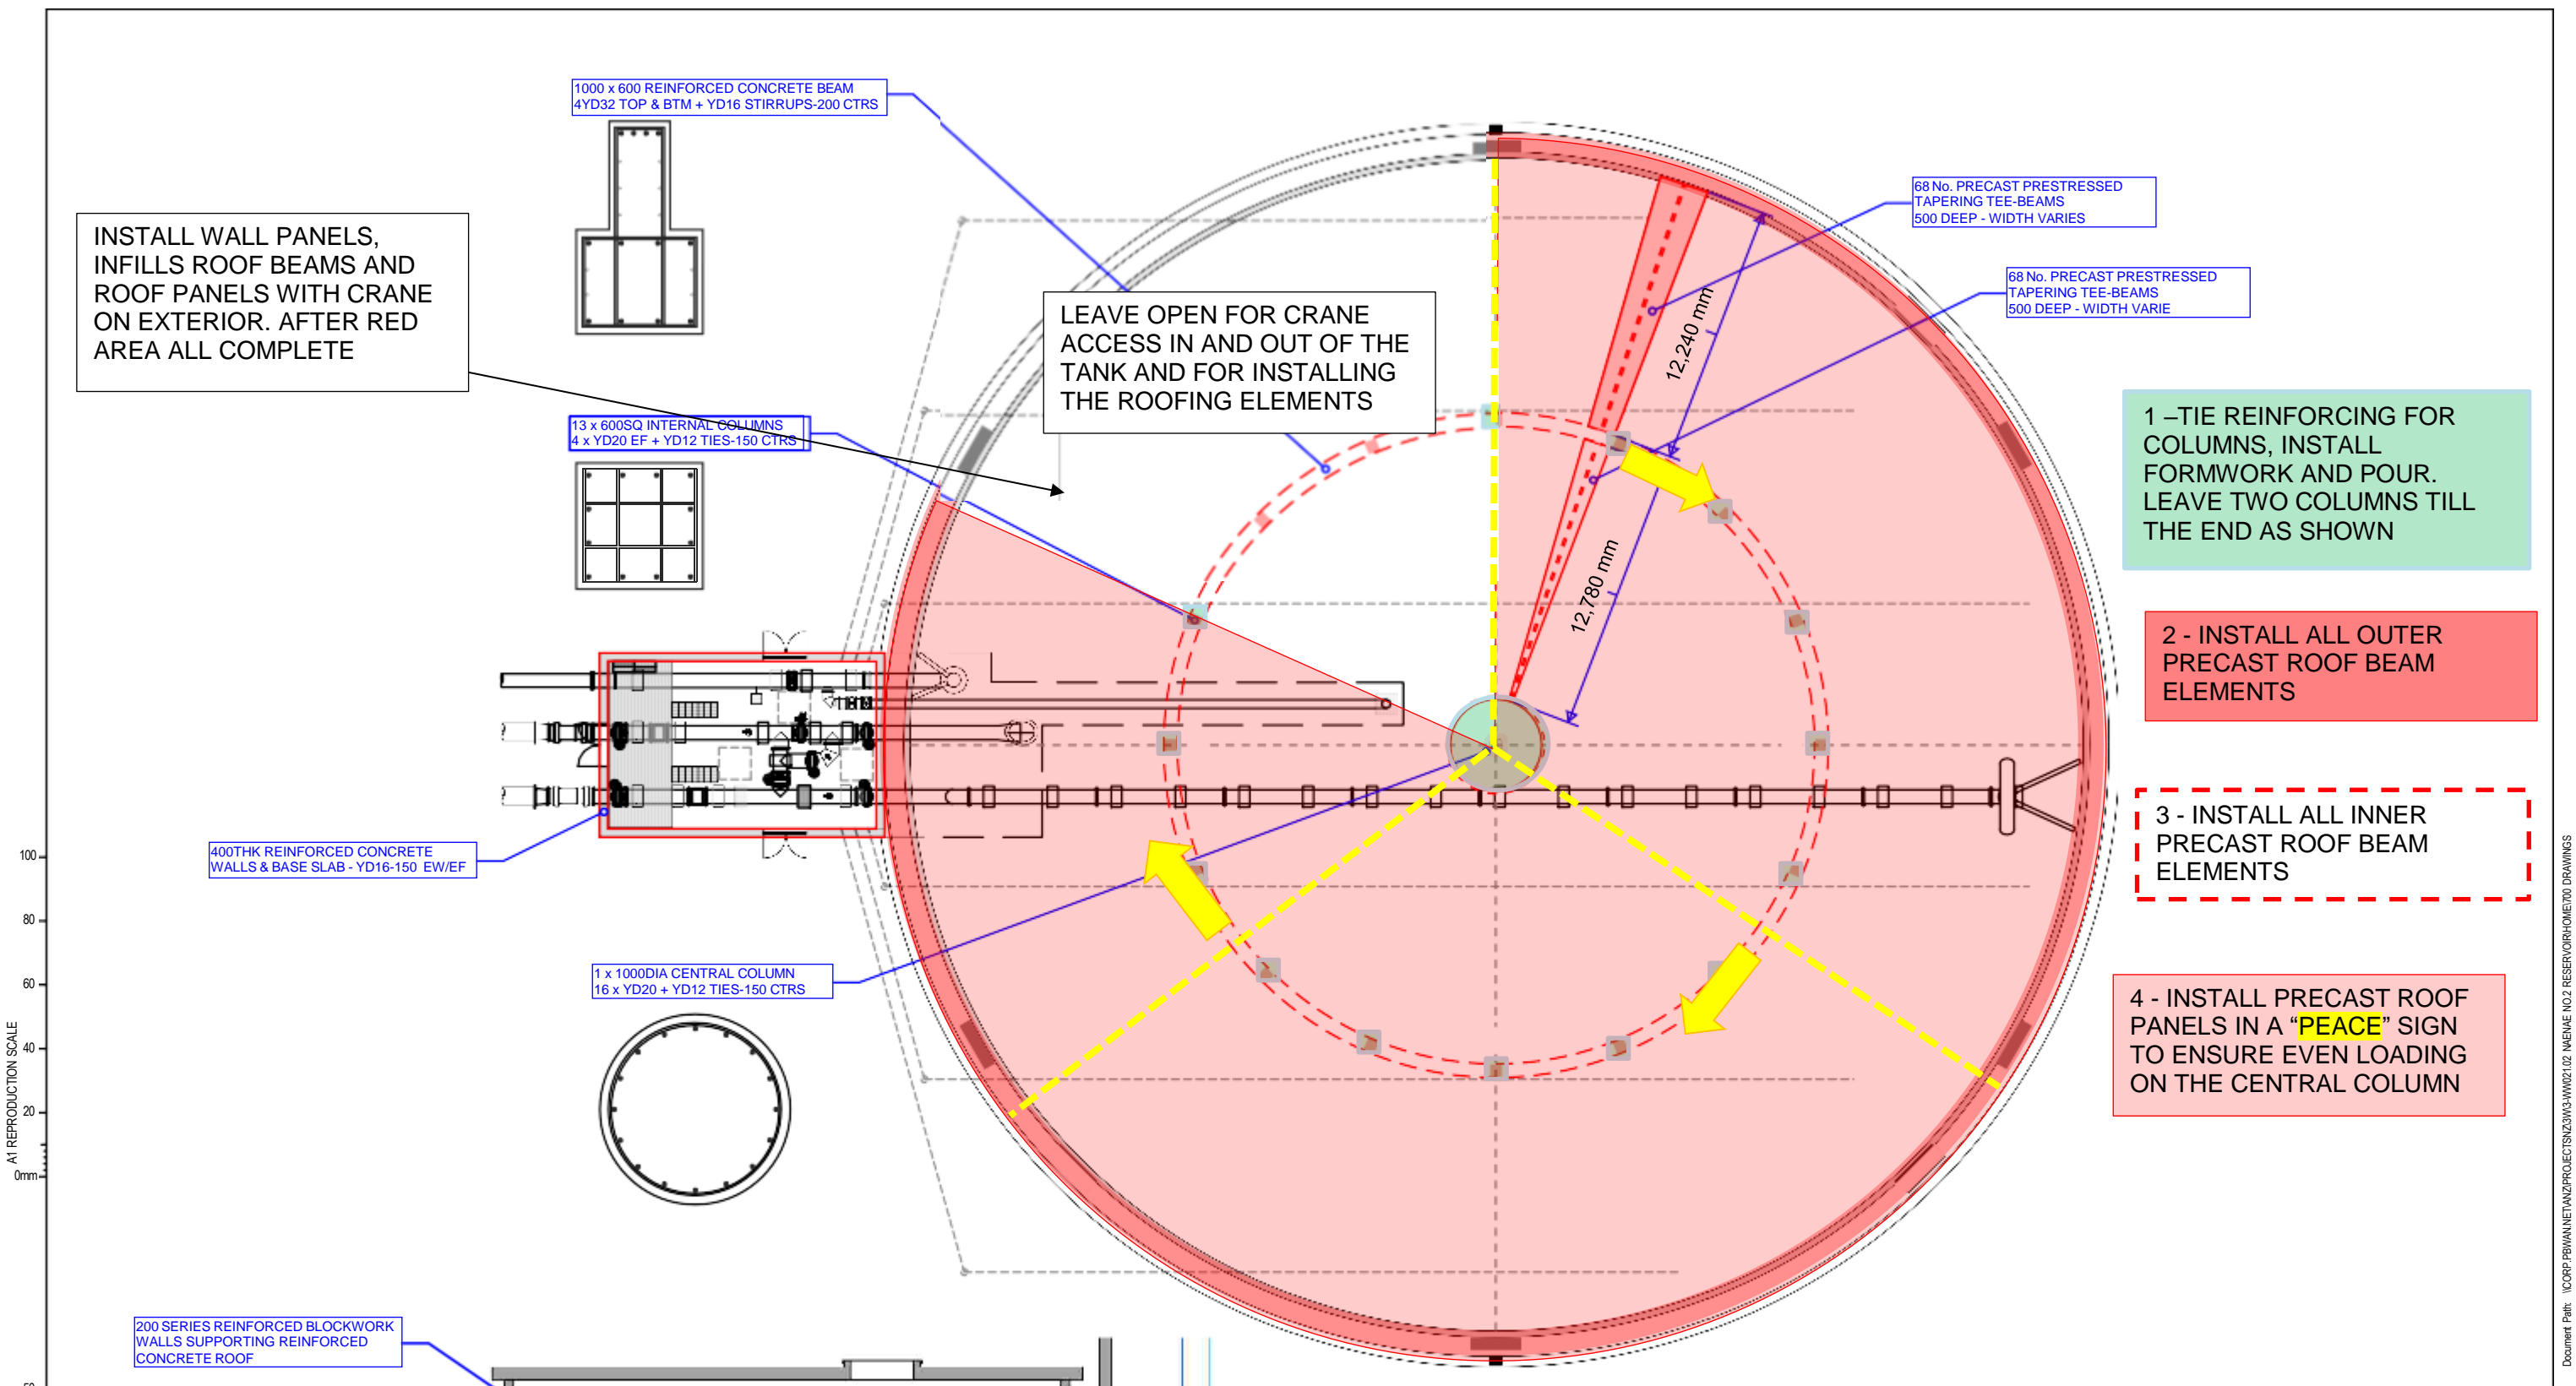 1000 x 600 REINFORCED CONCRETE BEAM
4YD32 TOP & BTM + YD16 STIRRUPS-200 CTRS
68 No. PRECAST PRESTRESSED
TAPERING TEE-BEAMS
500 DEEP - WIDTH VARIES
INSTALL WALL PANELS,
INFILLS ROOF BEAMS AND
ROOF PANELS WITH CRANE
ON EXTERIOR. AFTER RED
AREA ALL COMPLETE
68 No. PRECAST PRESTRESSED
TAPERING TEE-BEAMS
500 DEEP - WIDTH VARIE
LEAVE OPEN FOR CRANE
ACCESS IN AND OUT OF THE
TANK AND FOR INSTALLING
THE ROOFING ELEMENTS
12,240 mm
13 x 600SQ INTERNAL COLUMNS
4 x YD20 EF + YD12 TIES-150 CTRS
1 –TIE REINFORCING FOR
COLUMNS, INSTALL
FORMWORK AND POUR.
LEAVE TWO COLUMNS TILL
THE END AS SHOWN
12,780 mm
2 - INSTALL ALL OUTER
PRECAST ROOF BEAM
ELEMENTS
3 - INSTALL ALL INNER
PRECAST ROOF BEAM
ELEMENTS
400THK REINFORCED CONCRETE
WALLS & BASE SLAB - YD16-150 EW/EF
1 x 1000DIA CENTRAL COLUMN
16 x YD20 + YD12 TIES-150 CTRS
4 - INSTALL PRECAST ROOF
PANELS IN A “PEACE” SIGN
TO ENSURE EVEN LOADING
ON THE CENTRAL COLUMN
100
80
60
40
20
0mm
A1 REPRODUCTION SCALE
200 SERIES REINFORCED BLOCKWORK
WALLS SUPPORTING REINFORCED
CONCRETE ROOF
Document Path: